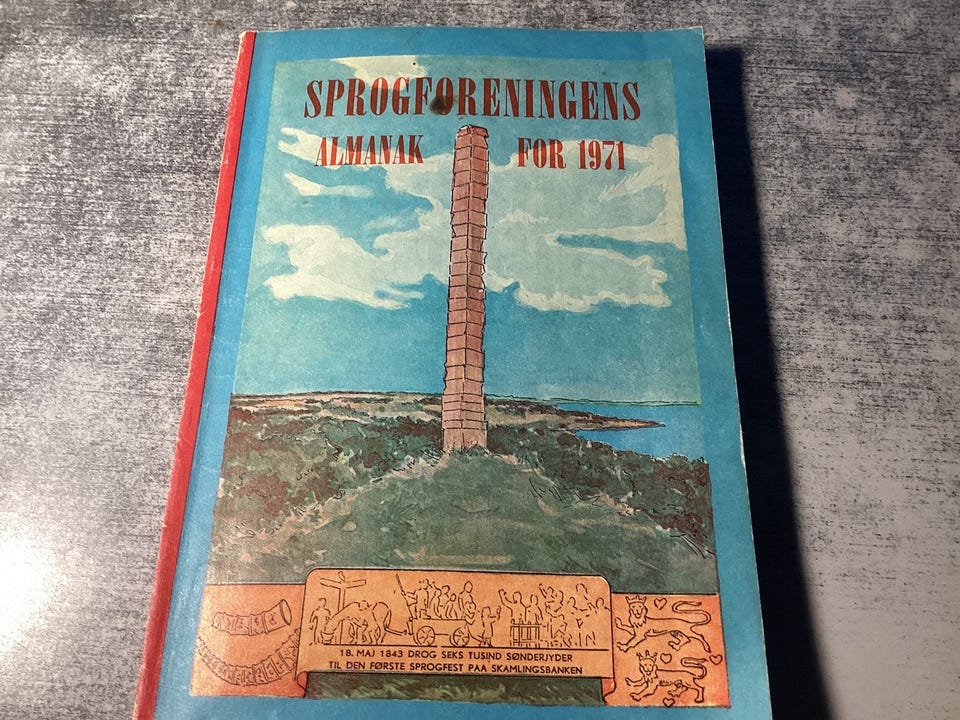 SPROGFORENINGENS
ALMANAK FOR 1971
18. MAJ 1843 DROG SEKS TUSIND SØNDERJYDER
TIL DEN FØRSTE SPROGFEST PAA SKAMLINGSBANKEN